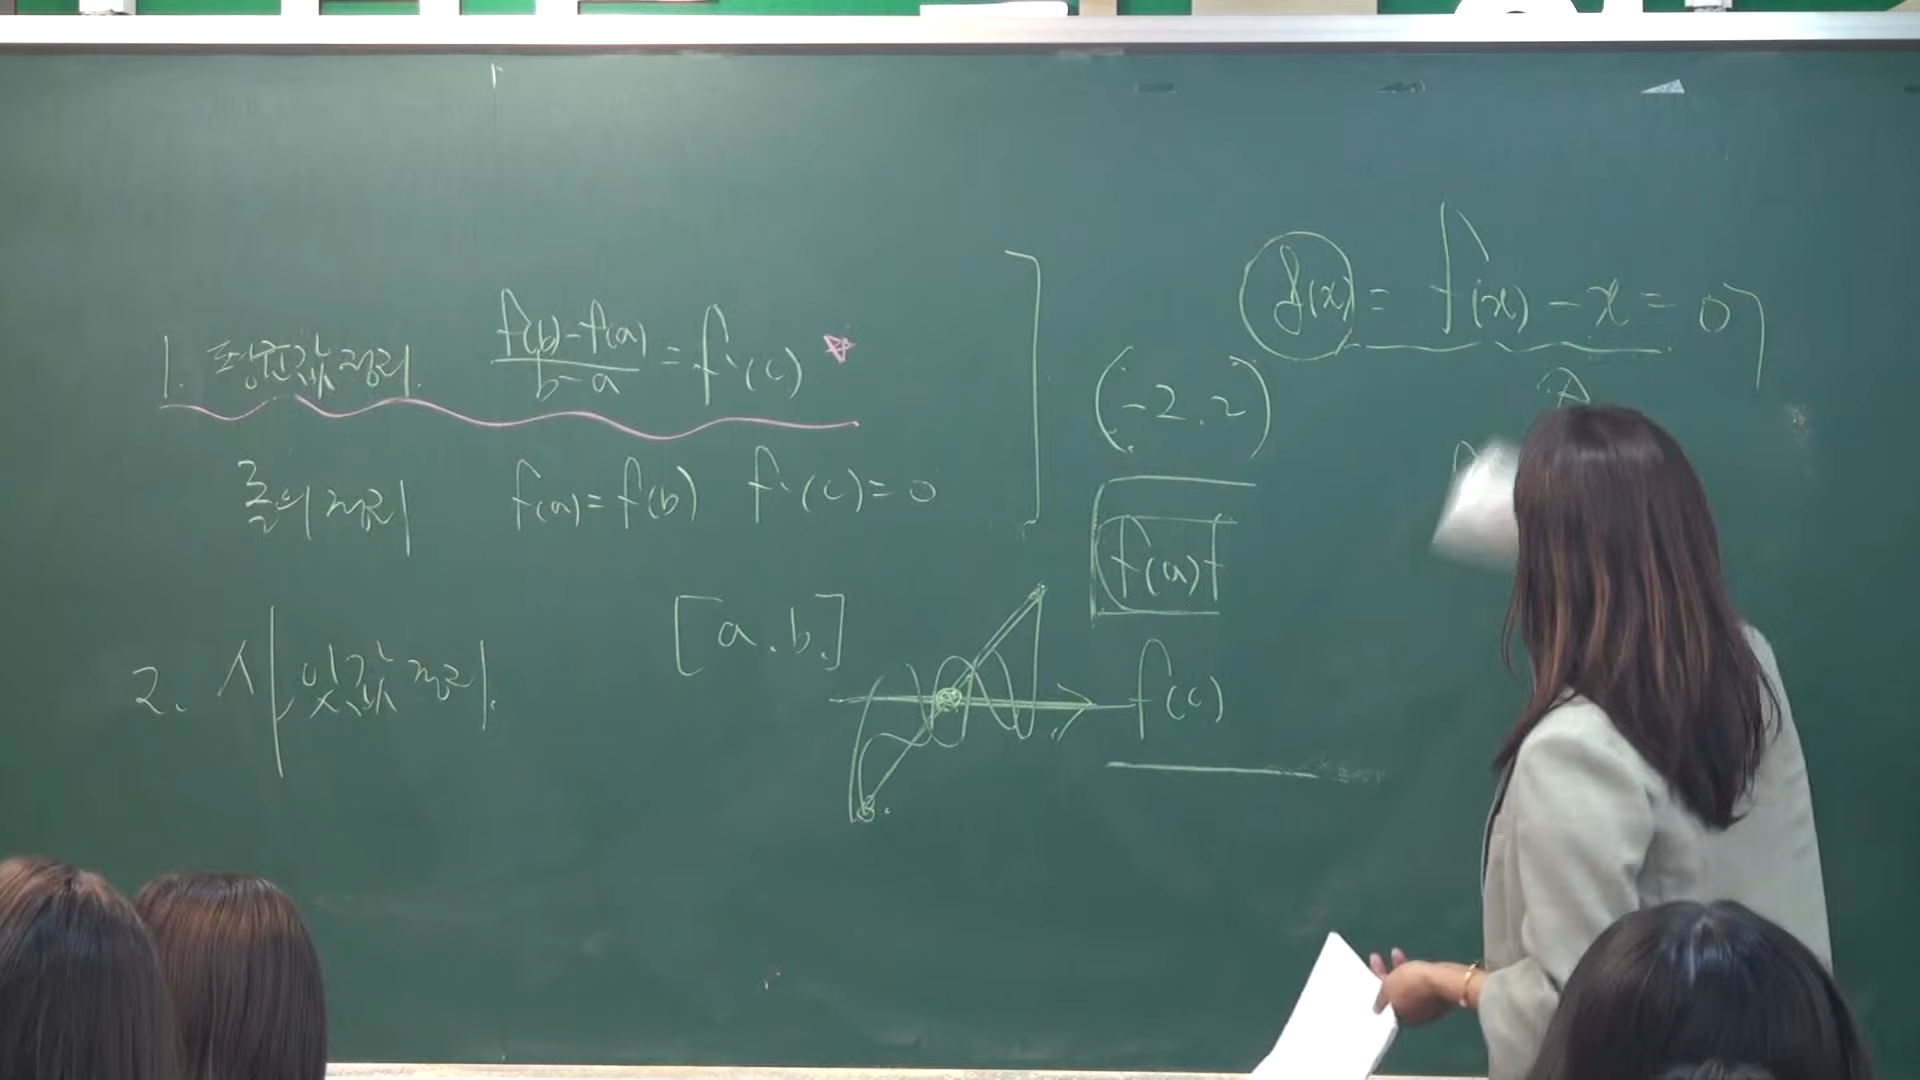 1. 평균값 정리. f(b)-f(a)/b-a = f'(c) ☆
롤의 정리 f(a)=f(b) f'(c)=0
2. 사잇값 정리. [a, b]
(-2, 2)
f(a)f
f(c)
g(x) = f(x) - x = 0